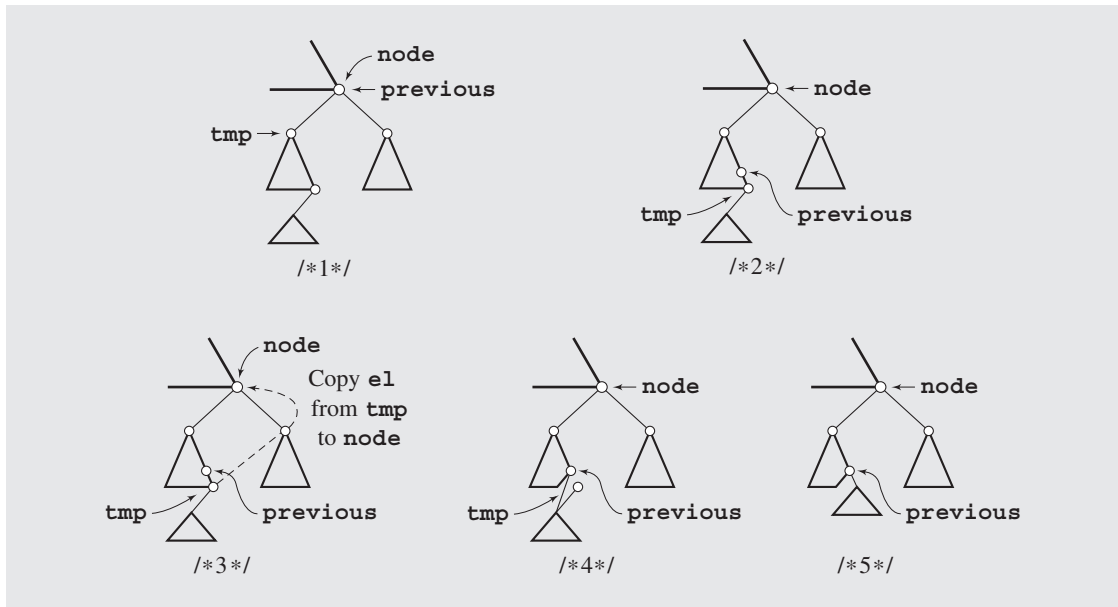 node
previous
tmp
/*1*/
node
tmp
previous
/*2*/
node
Copy el
from tmp
to node
tmp
previous
/*3*/
node
tmp
previous
/*4*/
node
previous
/*5*/